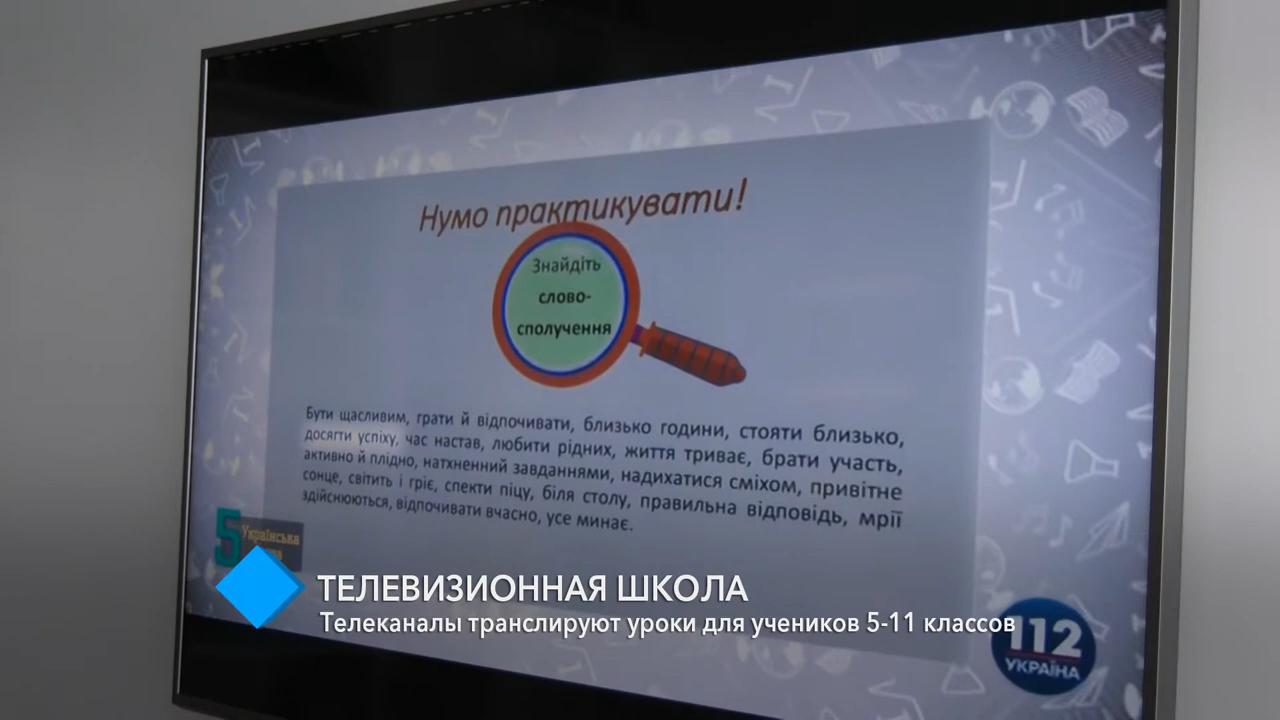 Нумо практикувати!
Знайдіть
слово-
сполучення
Бути щасливим, грати й відпочивати, близько години, стояти близько,
досягти успіху, час настав, любити рідних, життя триває, брати участь,
активно й плідно, натхненний завданнями, надихатися сміхом, привітне
сонце, світить і гріє, спекти піцу, біля столу, правильна відповідь, мрії
здійснюються, відпочивати вчасно, усе минає.
5 Українська
ТЕЛЕВИЗИОННАЯ ШКОЛА
Телеканалы транслируют уроки для учеников 5-11 классов
112
УКРАЇНА